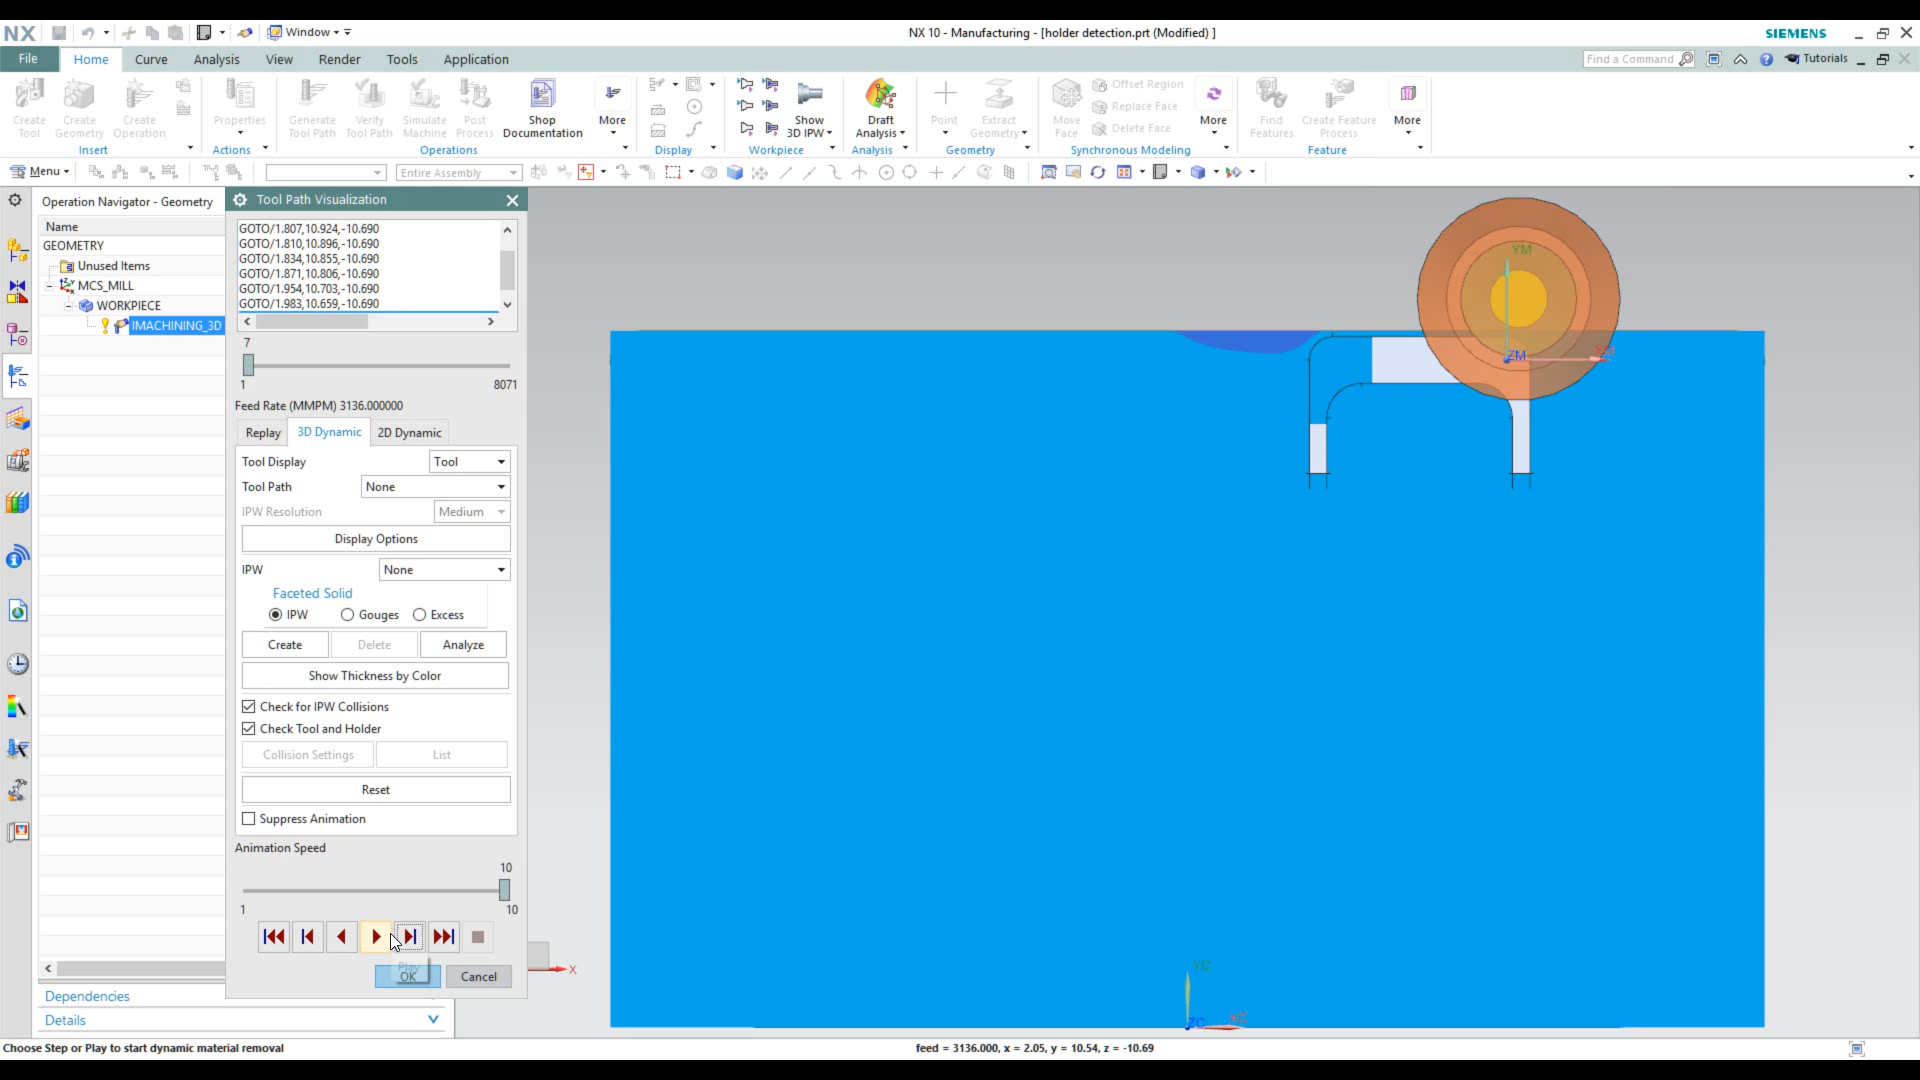 NX
Window
NX 10 - Manufacturing - [holder detection.prt (Modified) ]
SIEMENS
File
Home
Curve
Analysis
View
Render
Tools
Application
Find a Command
Tutorials
Create Tool
Create Geometry
Create Operation
Properties
Generate Tool Path
Verify Tool Path
Simulate Machine
Post Process
Shop Documentation
More
Show 3D IPW
Draft Analysis
Point
Extract Geometry
Move Face
Offset Region
Replace Face
Delete Face
More
Find Features
Create Feature Process
More
Insert
Actions
Operations
Display
Workpiece
Analysis
Geometry
Synchronous Modeling
Feature
Menu
Entire Assembly
Operation Navigator - Geometry
Name
GEOMETRY
Unused Items
MCS_MILL
WORKPIECE
IMACHINING_3D
Tool Path Visualization
GOTO/1.807,10.924,-10.690
GOTO/1.810,10.896,-10.690
GOTO/1.834,10.855,-10.690
GOTO/1.871,10.806,-10.690
GOTO/1.954,10.703,-10.690
GOTO/1.983,10.659,-10.690
7
1
8071
Feed Rate (MMPM) 3136.000000
Replay
3D Dynamic
2D Dynamic
Tool Display
Tool
Tool Path
None
IPW Resolution
Medium
Display Options
IPW
None
Faceted Solid
IPW
Gouges
Excess
Create
Delete
Analyze
Show Thickness by Color
Check for IPW Collisions
Check Tool and Holder
Collision Settings
List
Reset
Suppress Animation
Animation Speed
10
1
10
Play
OK
Cancel
Dependencies
Details
X
YM
ZM
YC
ZC
XC
Choose Step or Play to start dynamic material removal
feed = 3136.000, x = 2.05, y = 10.54, z = -10.69